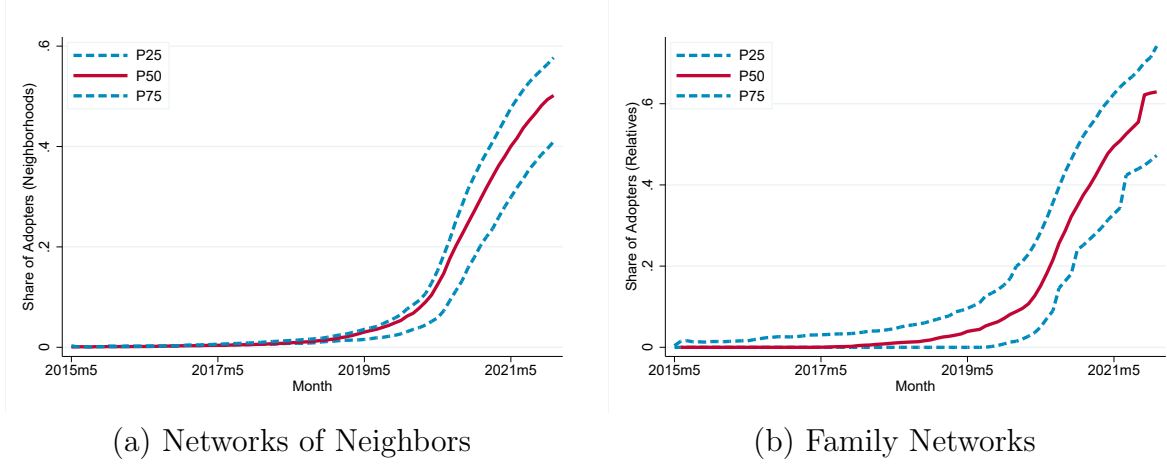 Share of Adopters (Neighborhoods)
0
.2
.4
.6
P25
P50
P75
2015m5 2017m5 2019m5 2021m5
Month
(a) Networks of Neighbors
Share of Adopters (Relatives)
0
.2
.4
.6
P25
P50
P75
2015m5 2017m5 2019m5 2021m5
Month
(b) Family Networks